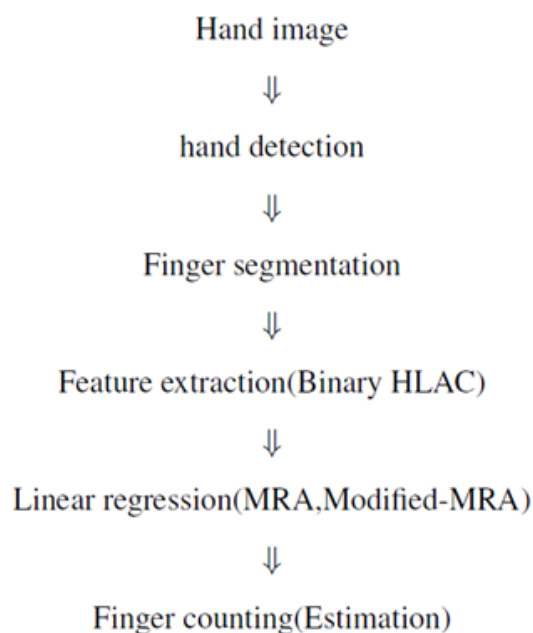 Hand image
⇓
hand detection
⇓
Finger segmentation
⇓
Feature extraction(Binary HLAC)
⇓
Linear regression(MRA,Modified-MRA)
⇓
Finger counting(Estimation)